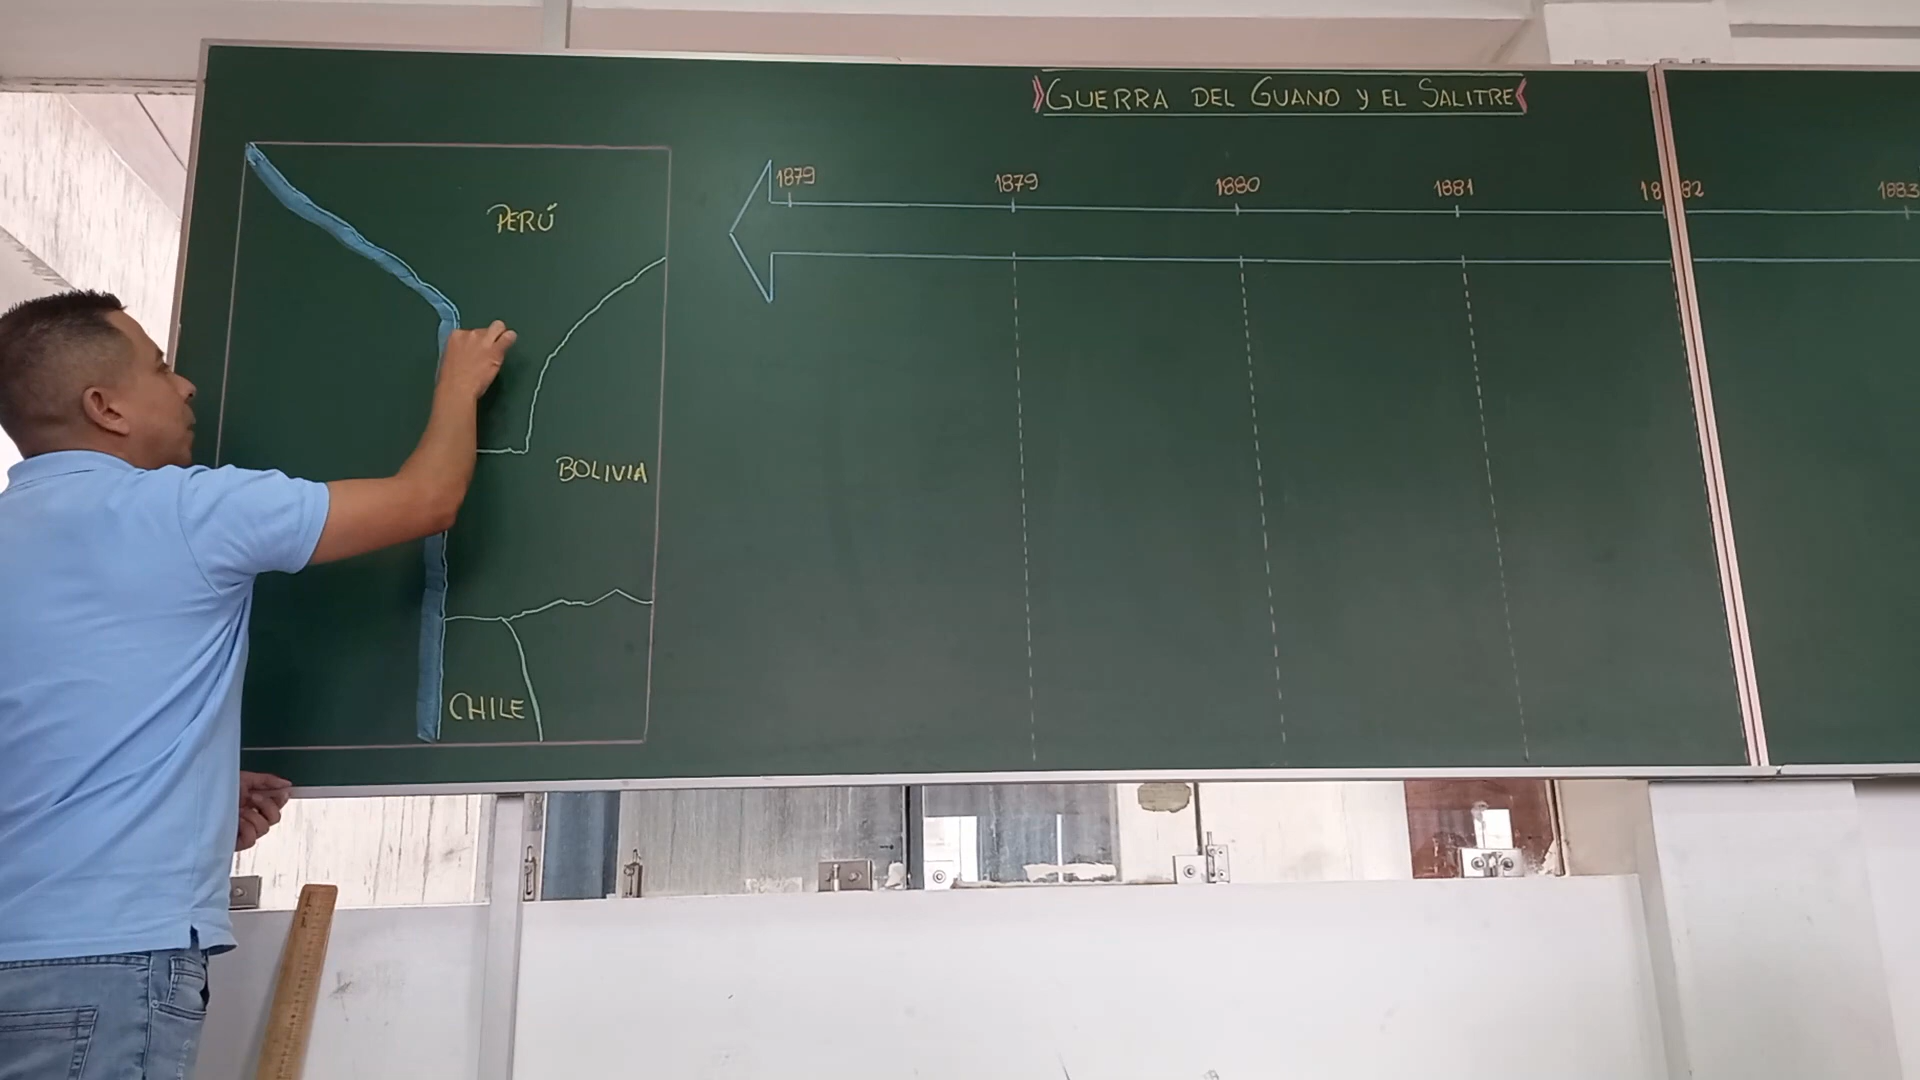 GUERRA DEL GUANO Y EL SALITRE
1879 1879 1880 1881 1882 1883
PERÚ
BOLIVIA
CHILE